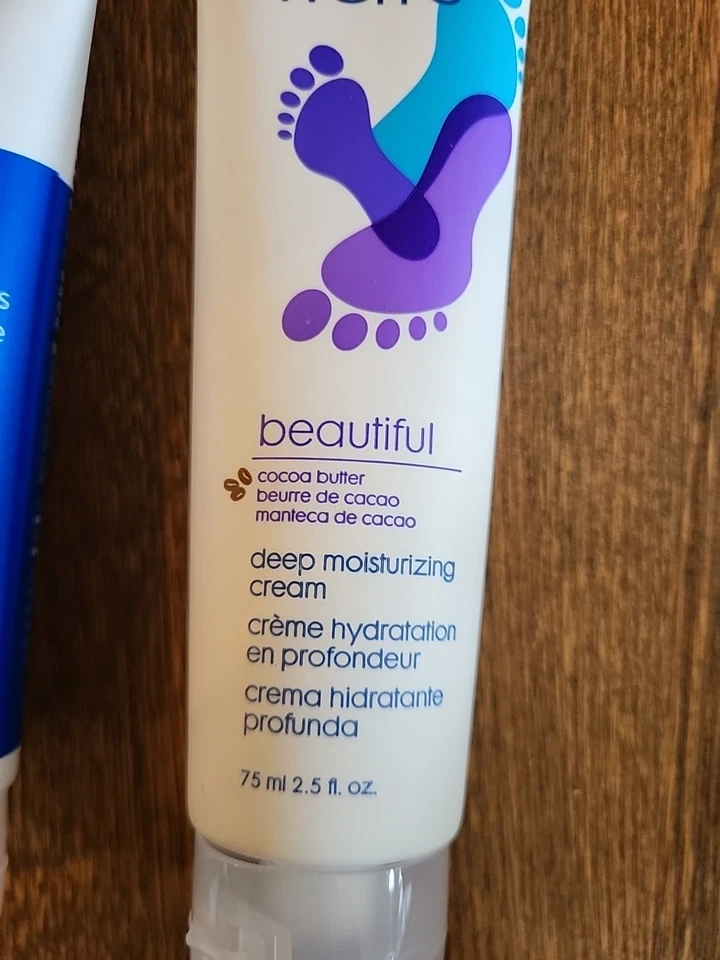 beautiful
cocoa butter
beurre de cacao
manteca de cacao
deep moisturizing
cream
crème hydratation
en profondeur
crema hidratante
profunda
75 ml 2.5 fl. oz.